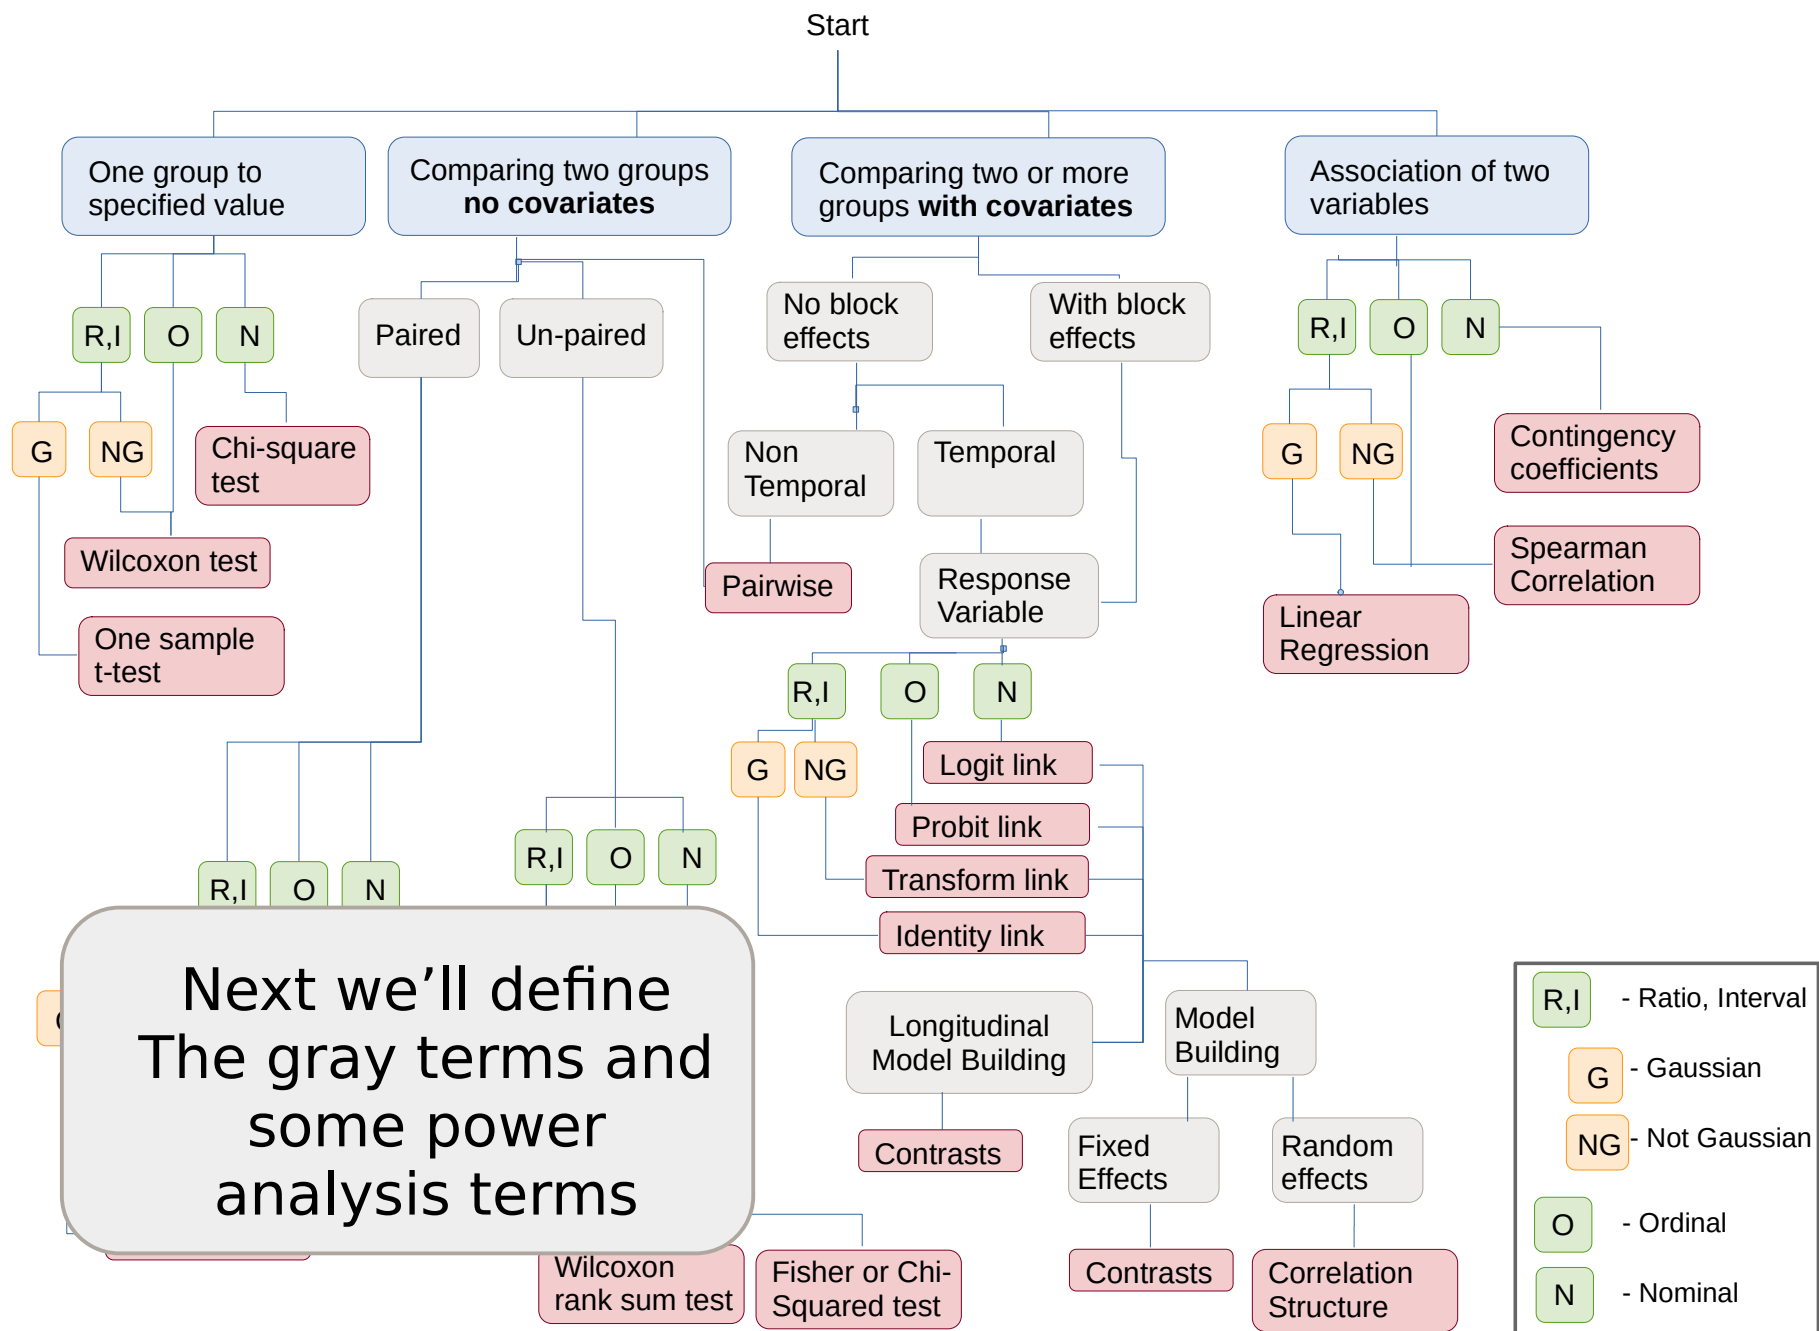 Start
One group to
specified value
Comparing two groups
no covariates
Comparing two or more
groups with covariates
Association of two
variables
R,I
O
N
Paired
Un-paired
No block
effects
With block
effects
R,I
O
N
G
NG
Chi-square
test
Non
Temporal
Temporal
G
NG
Contingency
coefficients
Wilcoxon test
Pairwise
Response
Variable
Spearman
Correlation
One sample
t-test
Linear
Regression
R,I
O
N
G
NG
Logit link
Probit link
Transform link
Identity link
R,I
O
N
R,I
O
N
Next we’ll define
The gray terms and
some power
analysis terms
Longitudinal
Model Building
Model
Building
Contrasts
Fixed
Effects
Random
effects
Wilcoxon
rank sum test
Fisher or Chi-
Squared test
Contrasts
Correlation
Structure
R,I - Ratio, Interval
G - Gaussian
NG - Not Gaussian
O - Ordinal
N - Nominal